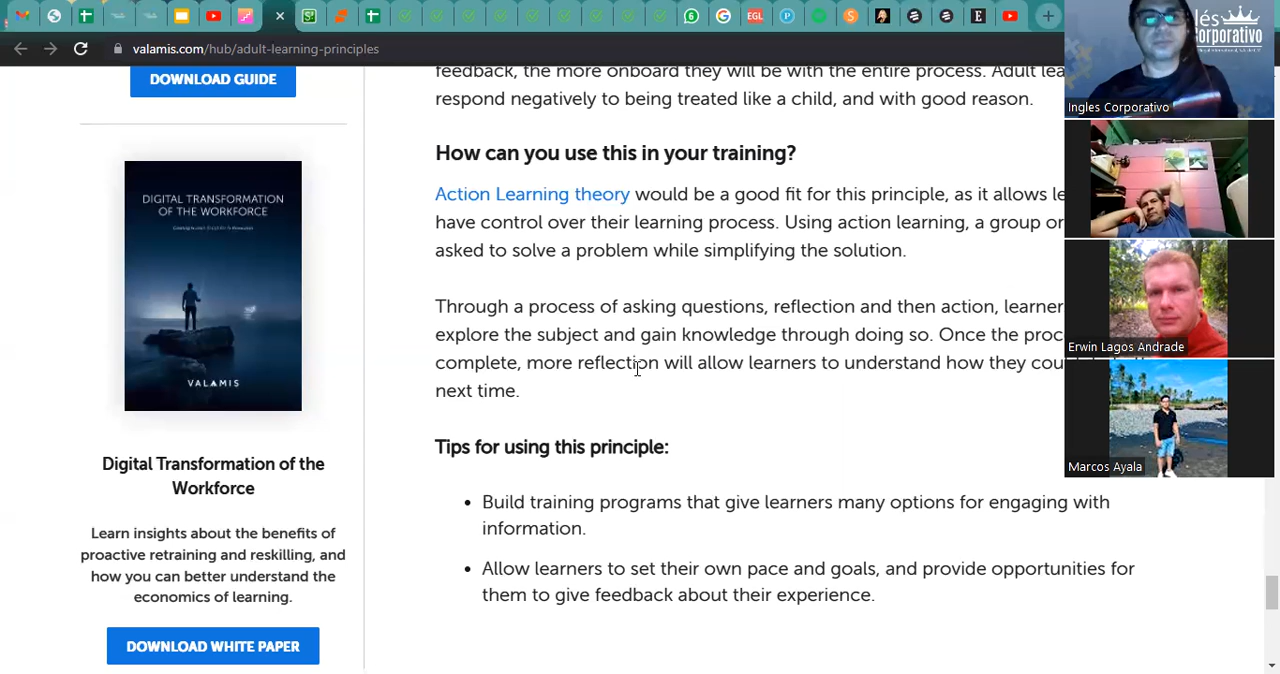 valamis.com/hub/adult-learning-principles
DOWNLOAD GUIDE
DIGITAL TRANSFORMATION
OF THE WORKFORCE
VALAMIS
Digital Transformation of the
Workforce
Learn insights about the benefits of
proactive retraining and reskilling, and
how you can better understand the
economics of learning.
DOWNLOAD WHITE PAPER
feedback, the more onboard they will be with the entire process. Adult lea
respond negatively to being treated like a child, and with good reason.
How can you use this in your training?
Action Learning theory would be a good fit for this principle, as it allows le
have control over their learning process. Using action learning, a group or
asked to solve a problem while simplifying the solution.
Through a process of asking questions, reflection and then action, learner
explore the subject and gain knowledge through doing so. Once the proc
complete, more reflection will allow learners to understand how they cou
next time.
Tips for using this principle:
• Build training programs that give learners many options for engaging with
information.
• Allow learners to set their own pace and goals, and provide opportunities for
them to give feedback about their experience.
lés
Corporativo
Ingles Corporativo
Erwin Lagos Andrade
Marcos Ayala